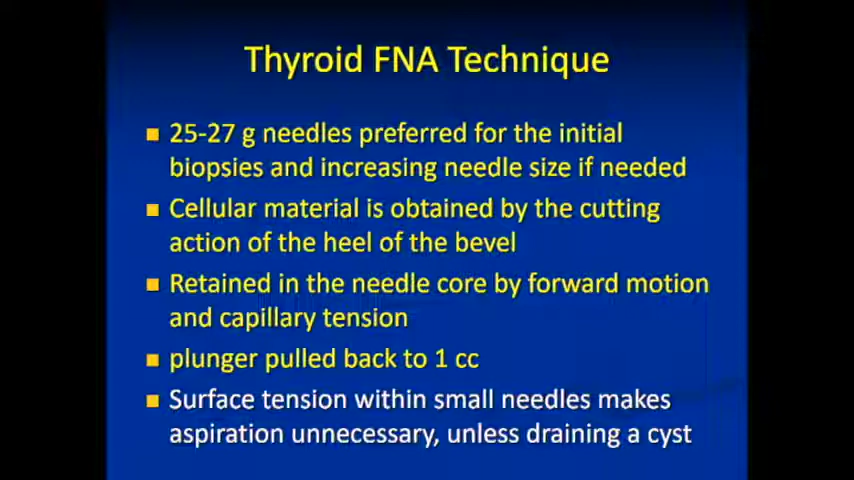 Thyroid FNA Technique
25-27 g needles preferred for the initial
biopsies and increasing needle size if needed
Cellular material is obtained by the cutting
action of the heel of the bevel
Retained in the needle core by forward motion
and capillary tension
plunger pulled back to 1 cc
Surface tension within small needles makes
aspiration unnecessary, unless draining a cyst